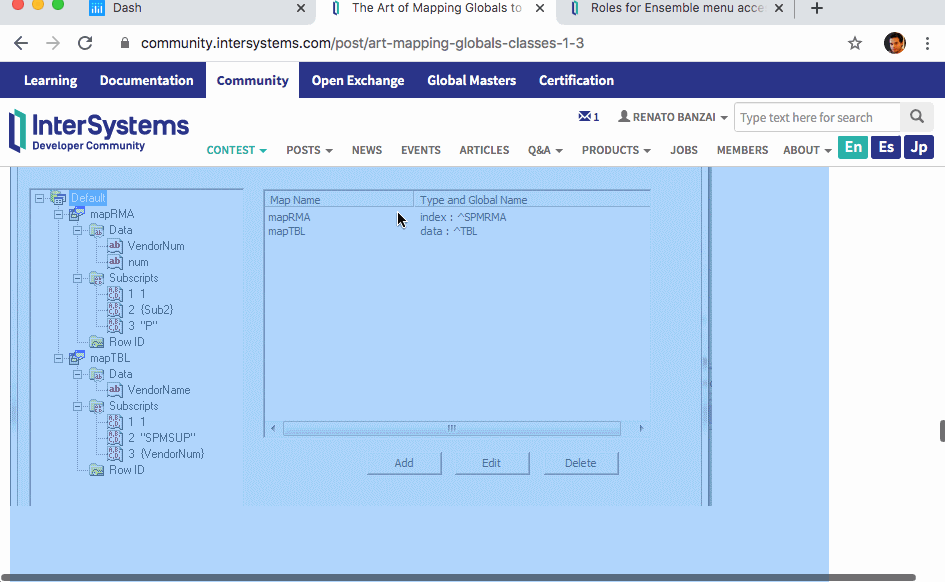 Dash
The Art of Mapping Globals to
Roles for Ensemble menu acce
community.intersystems.com/post/art-mapping-globals-classes-1-3
Learning Documentation Community Open Exchange Global Masters Certification
InterSystems
Developer Community
1 RENATO BANZAI Type text here for search
CONTEST POSTS NEWS EVENTS ARTICLES Q&A PRODUCTS JOBS MEMBERS ABOUT En Es Jp
Default
mapRMA
Data
VendorNum
num
Subscripts
1 1
2 {Sub2}
3 "P"
Row ID
mapTBL
Data
VendorName
Subscripts
1 1
2 "SPMSUP"
3 {VendorNum}
Row ID
Map Name Type and Global Name
mapRMA index : ^SPMRMA
mapTBL data : ^TBL
Add Edit Delete